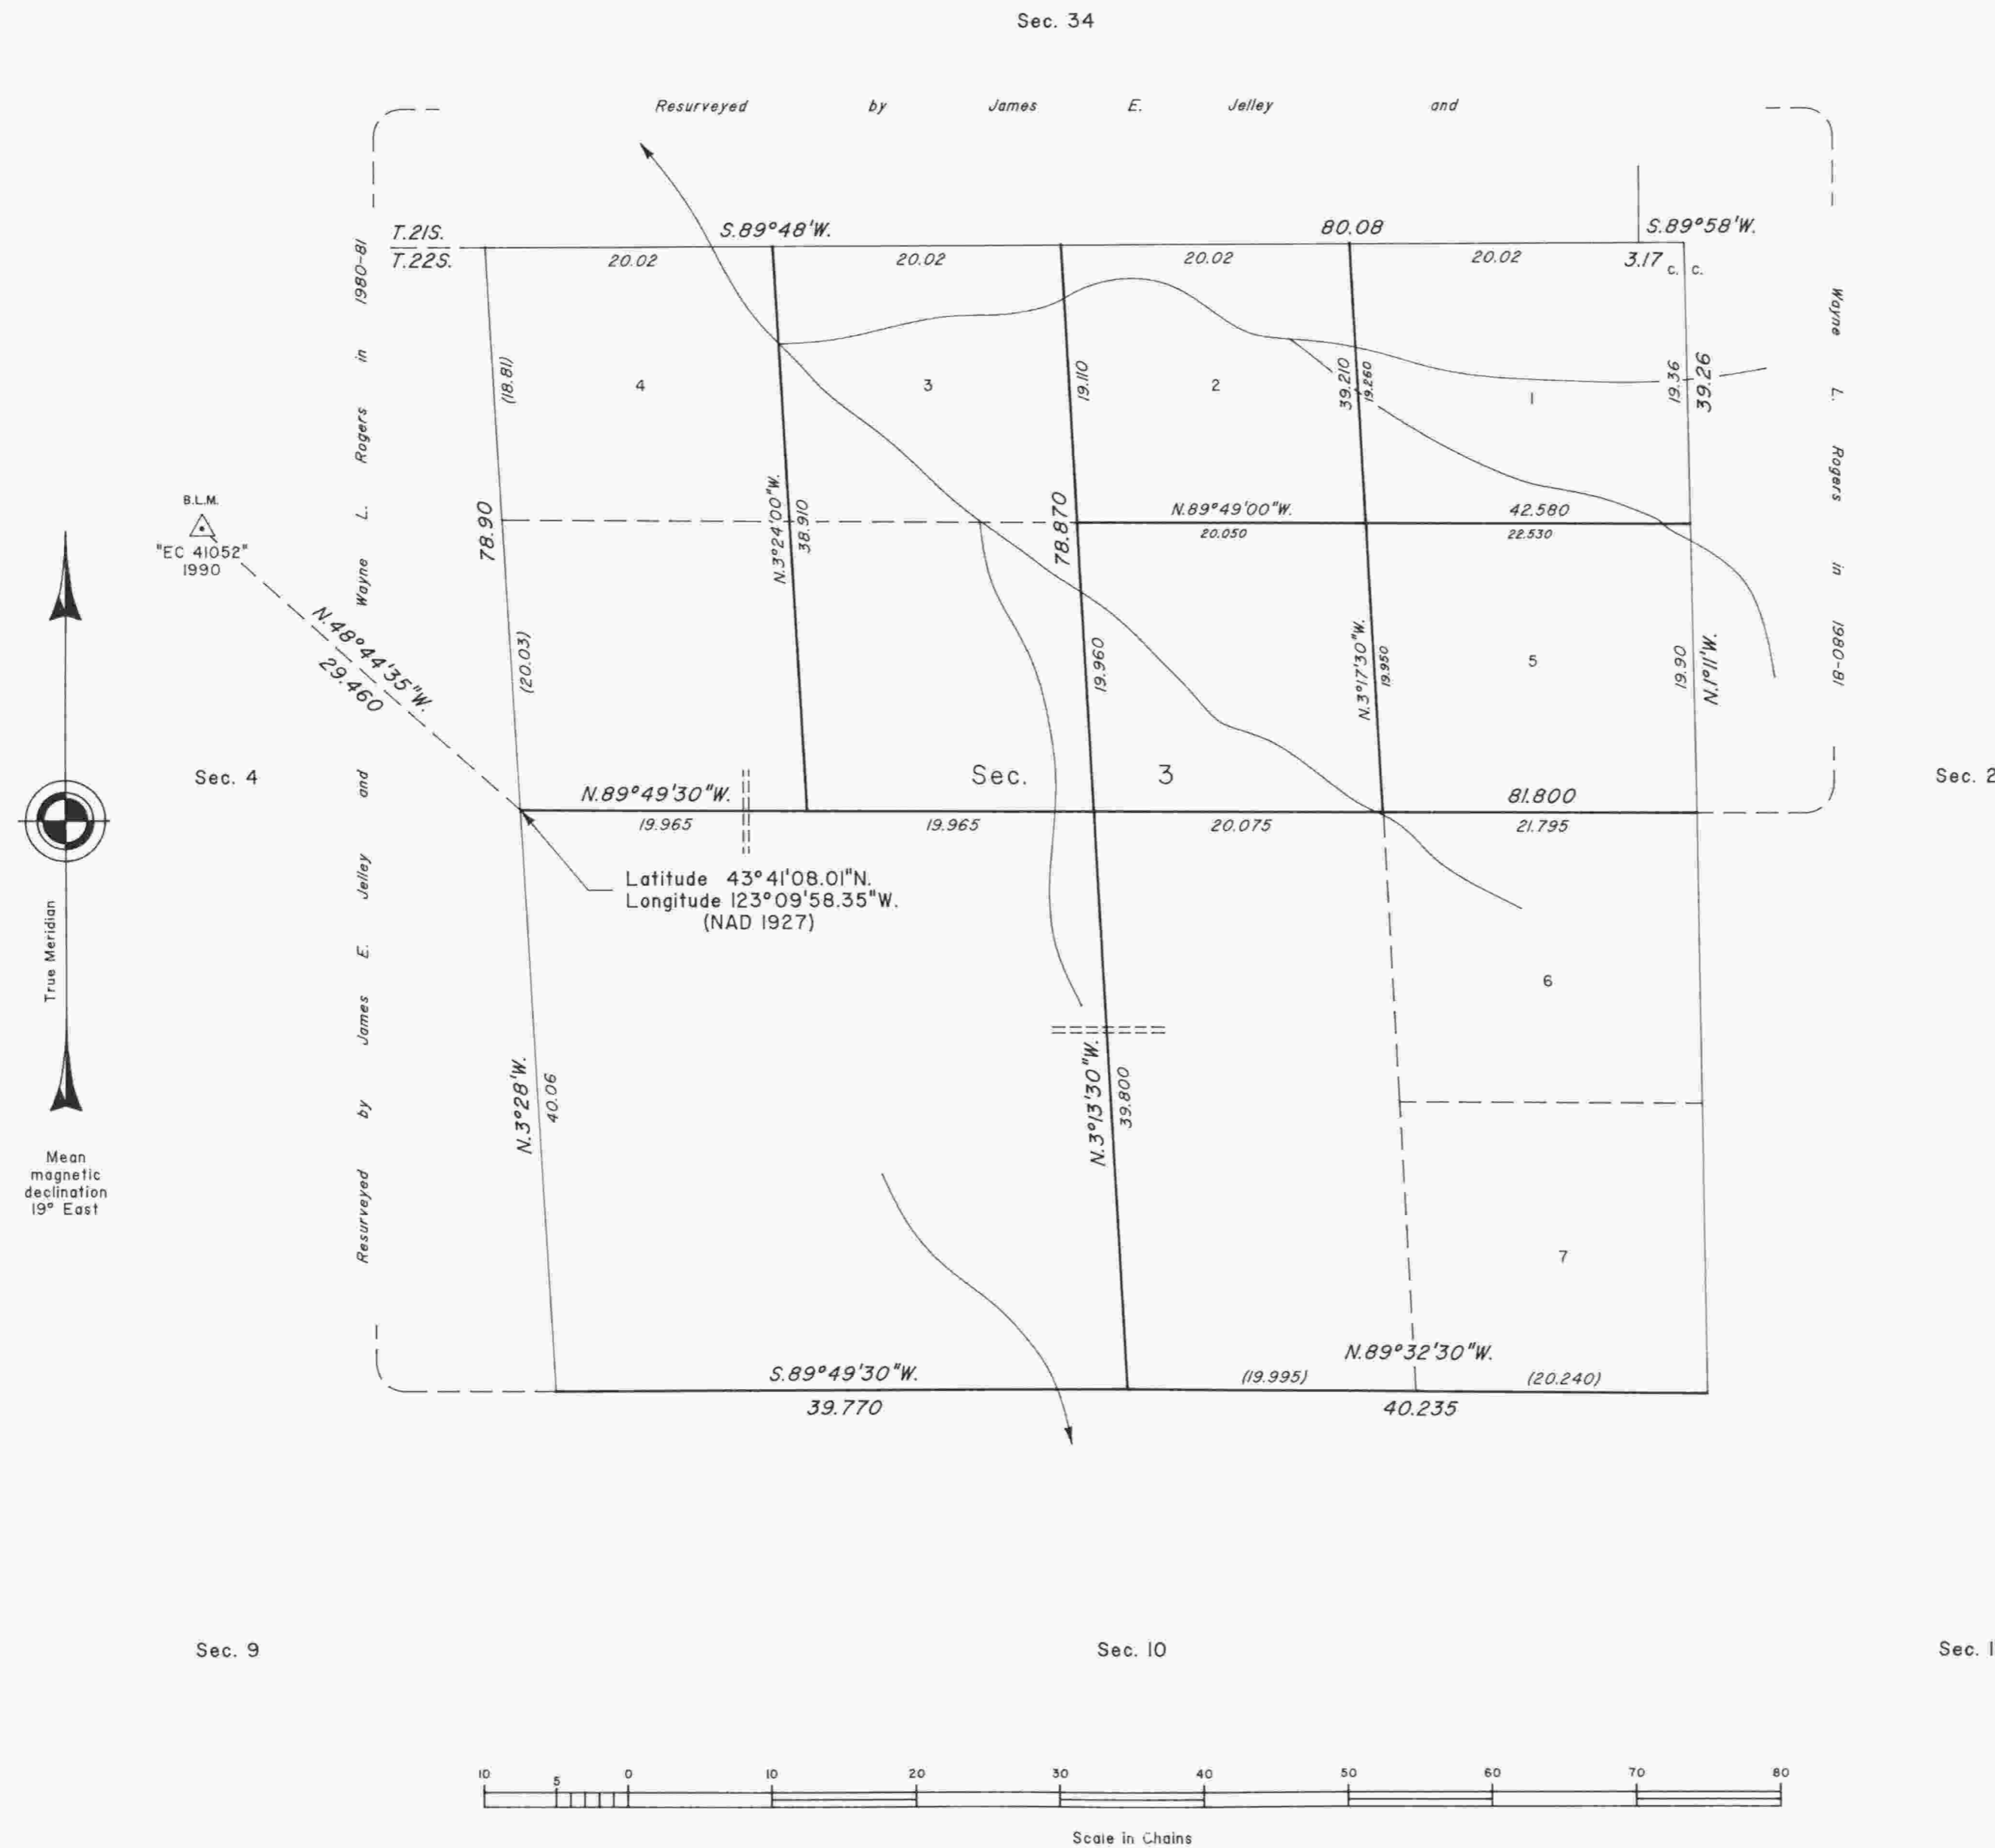 Sec. 34
Resurveyed by James E. Jelley and
Wayne L. Rogers in 1980-81
T.21S.
T.22S.
S.89°48'W.
80.08
S.89°58'W.
20.02
20.02
20.02
20.02
3.17
C.
C.
(18.81)
4
3
19.110
2
39.210
19.260
1
19.36
39.26
B.L.M.
"EC 41052"
1990
78.90
N.3°24'00"W.
38.910
78.870
N.89°49'00"W.
42.580
20.050
22.530
N.48°44'35"W.
29.460
(20.03)
19.960
N.3°17'30"W.
19.950
5
19.90
N.1°11'W.
Sec. 4
Sec. 3
Sec. 2
N.89°49'30"W.
81.800
19.965
19.965
20.075
21.795
Latitude 43°41'08.01"N.
Longitude 123°09'58.35"W.
(NAD 1927)
True Meridian
Resurveyed by James E. Jelley and Wayne L. Rogers in 1980-81
6
N.3°28'W.
40.06
N.3°13'30"W.
39.800
Mean
magnetic
declination
19° East
7
S.89°49'30"W.
39.770
N.89°32'30"W.
(19.995)
(20.240)
40.235
Sec. 9
Sec. 10
Sec. 1
10 5 0 10 20 30 40 50 60 70 80
Scale in Chains